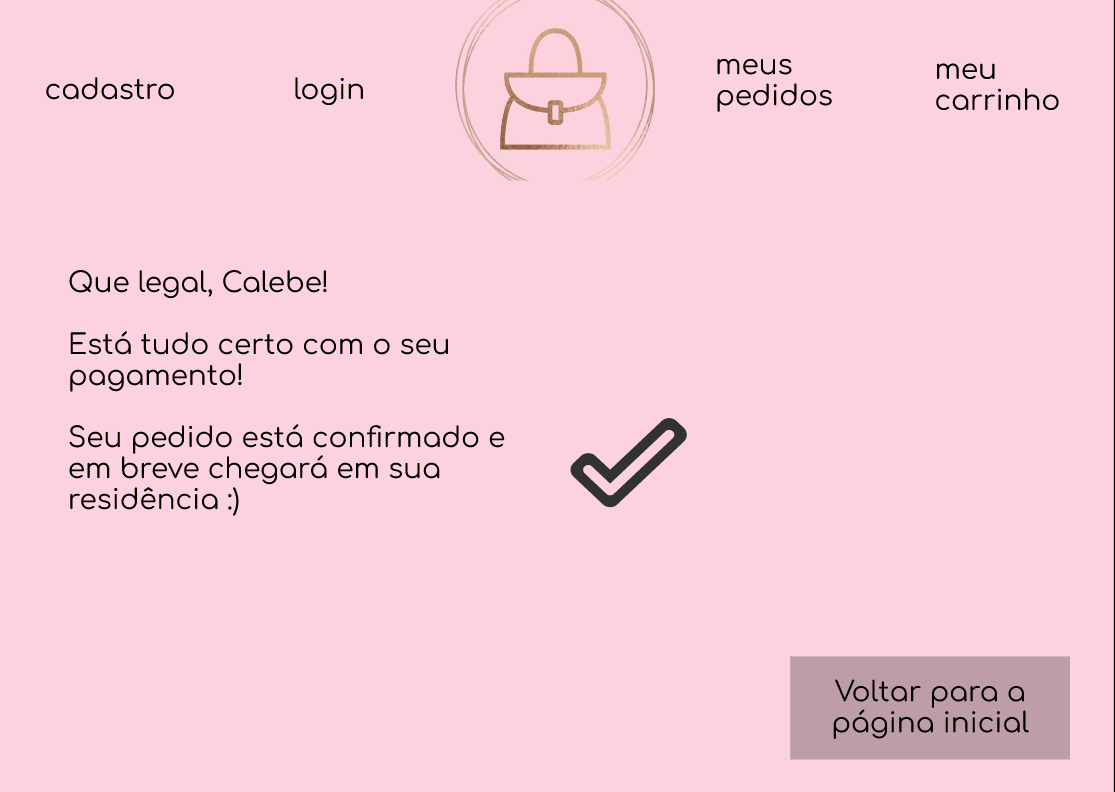 cadastro
login
meus
pedidos
meu
carrinho
Que legal, Calebe!
Está tudo certo com o seu
pagamento!
Seu pedido está confirmado e
em breve chegará em sua
residência :)
Voltar para a
página inicial